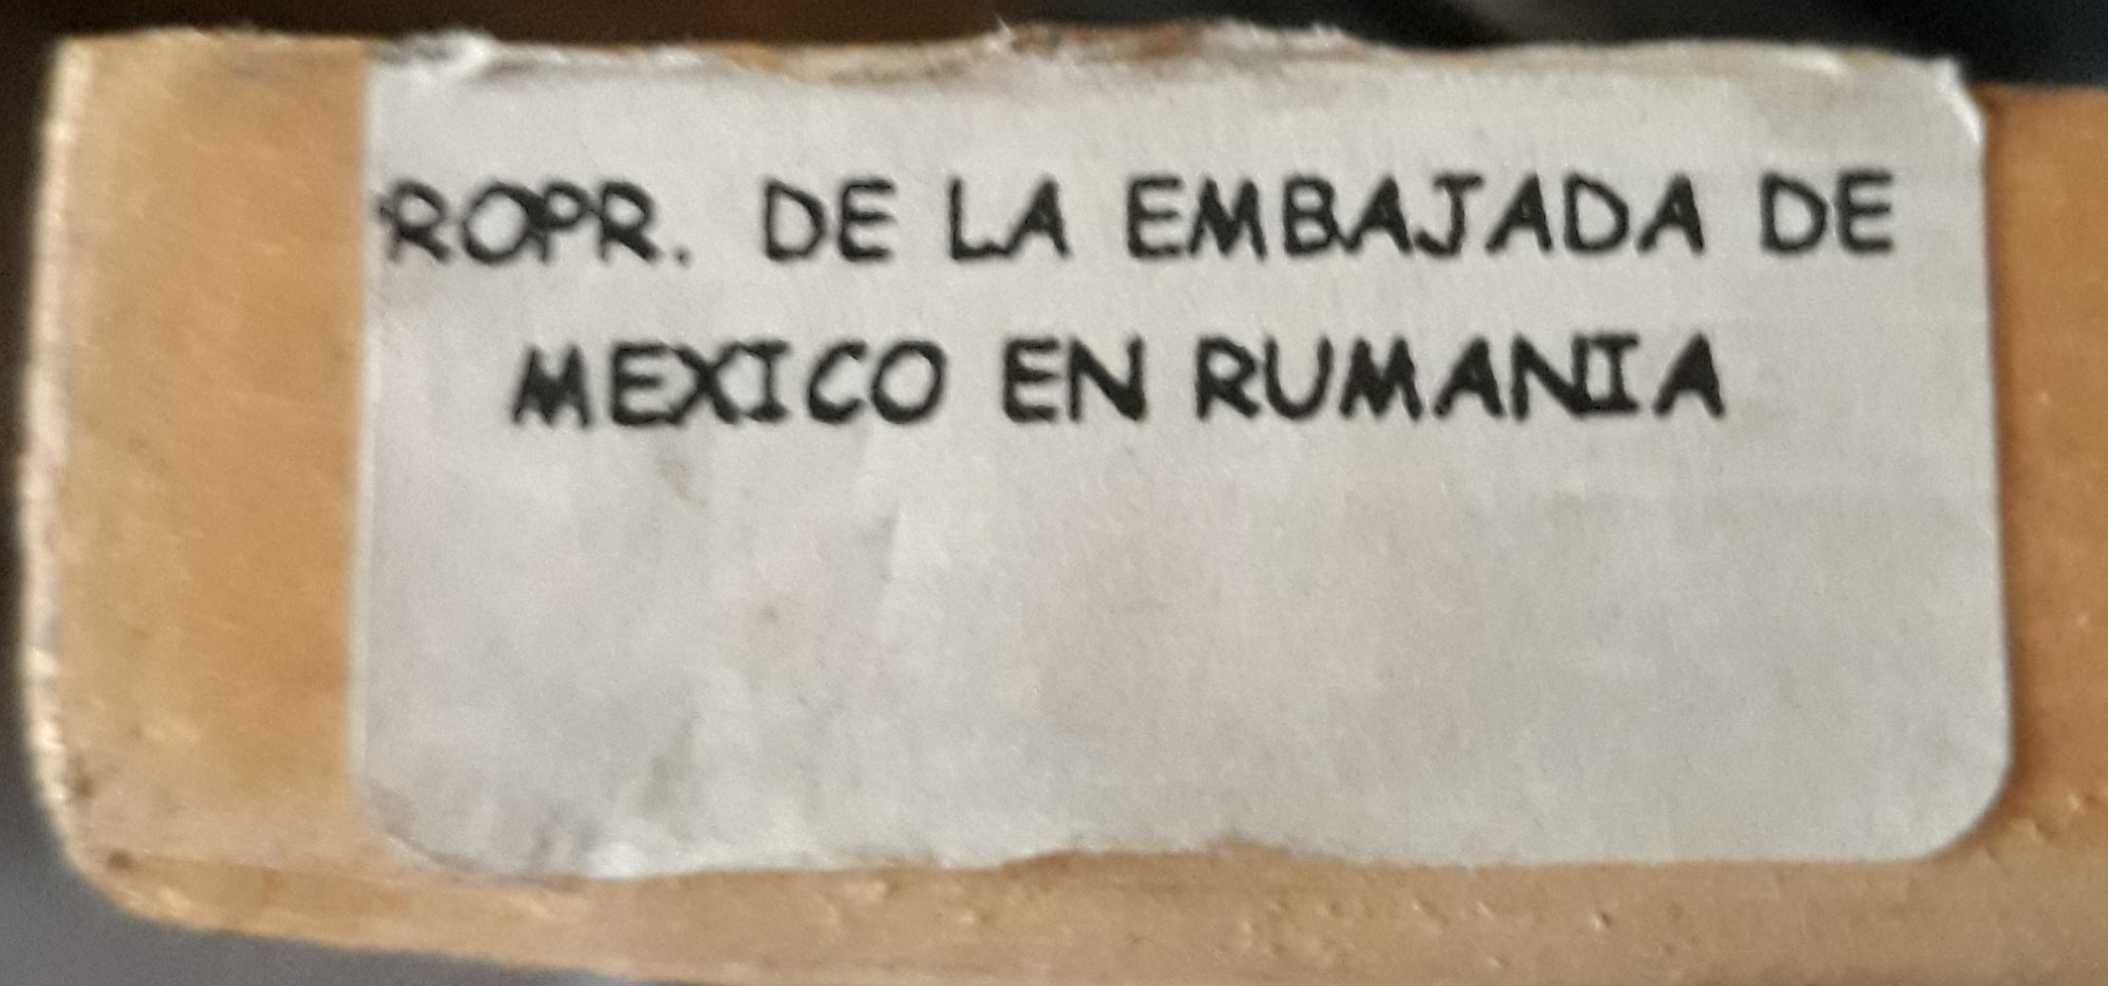 ROPR. DE LA EMBAJADA DE
MEXICO EN RUMANIA